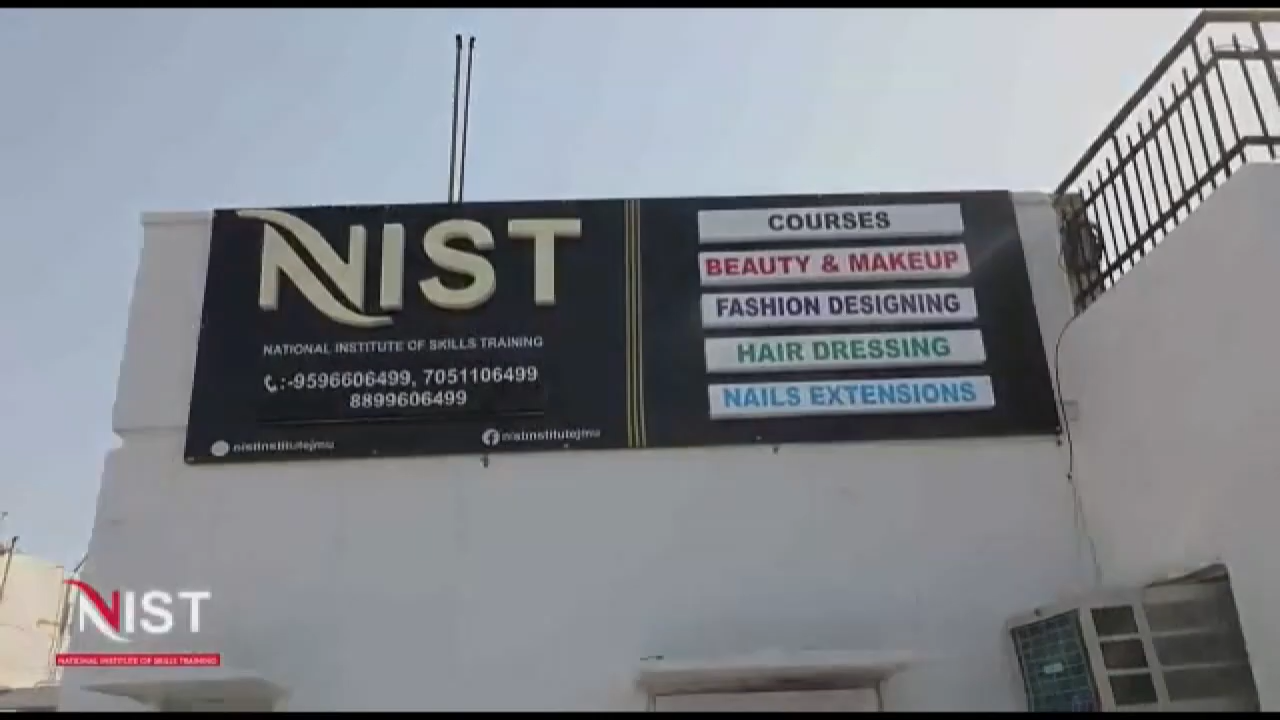 NIST
NATIONAL INSTITUTE OF SKILLS TRAINING
:-9596606499, 7051106499
8899606499
nistinstitutejmu
nistinstitutejmu
COURSES
BEAUTY & MAKEUP
FASHION DESIGNING
HAIR DRESSING
NAILS EXTENSIONS
NIST
NATIONAL INSTITUTE OF SKILLS TRAINING